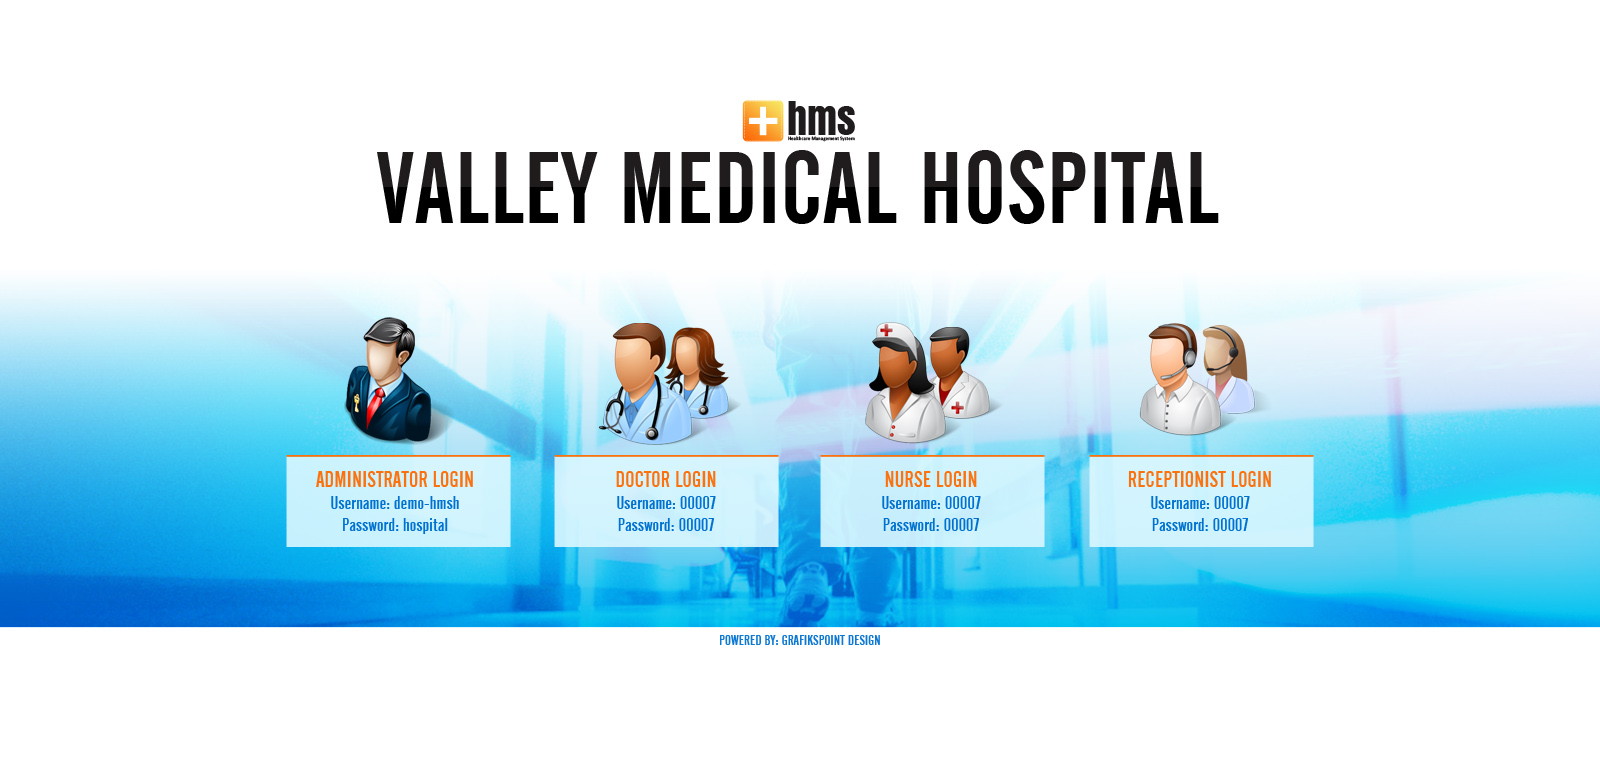 hms
Healthcare Management System
VALLEY MEDICAL HOSPITAL
ADMINISTRATOR LOGIN
Username: demo-hmsh
Password: hospital
DOCTOR LOGIN
Username: 00007
Password: 00007
NURSE LOGIN
Username: 00007
Password: 00007
RECEPTIONIST LOGIN
Username: 00007
Password: 00007
POWERED BY: GRAFIKSPOINT DESIGN